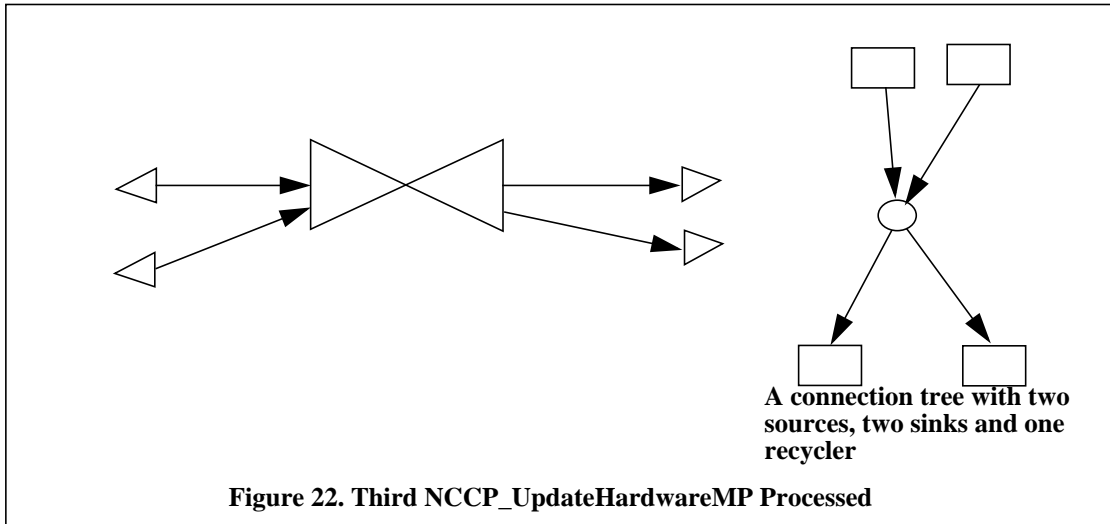 A connection tree with two
sources, two sinks and one
recycler
Figure 22. Third NCCP_UpdateHardwareMP Processed